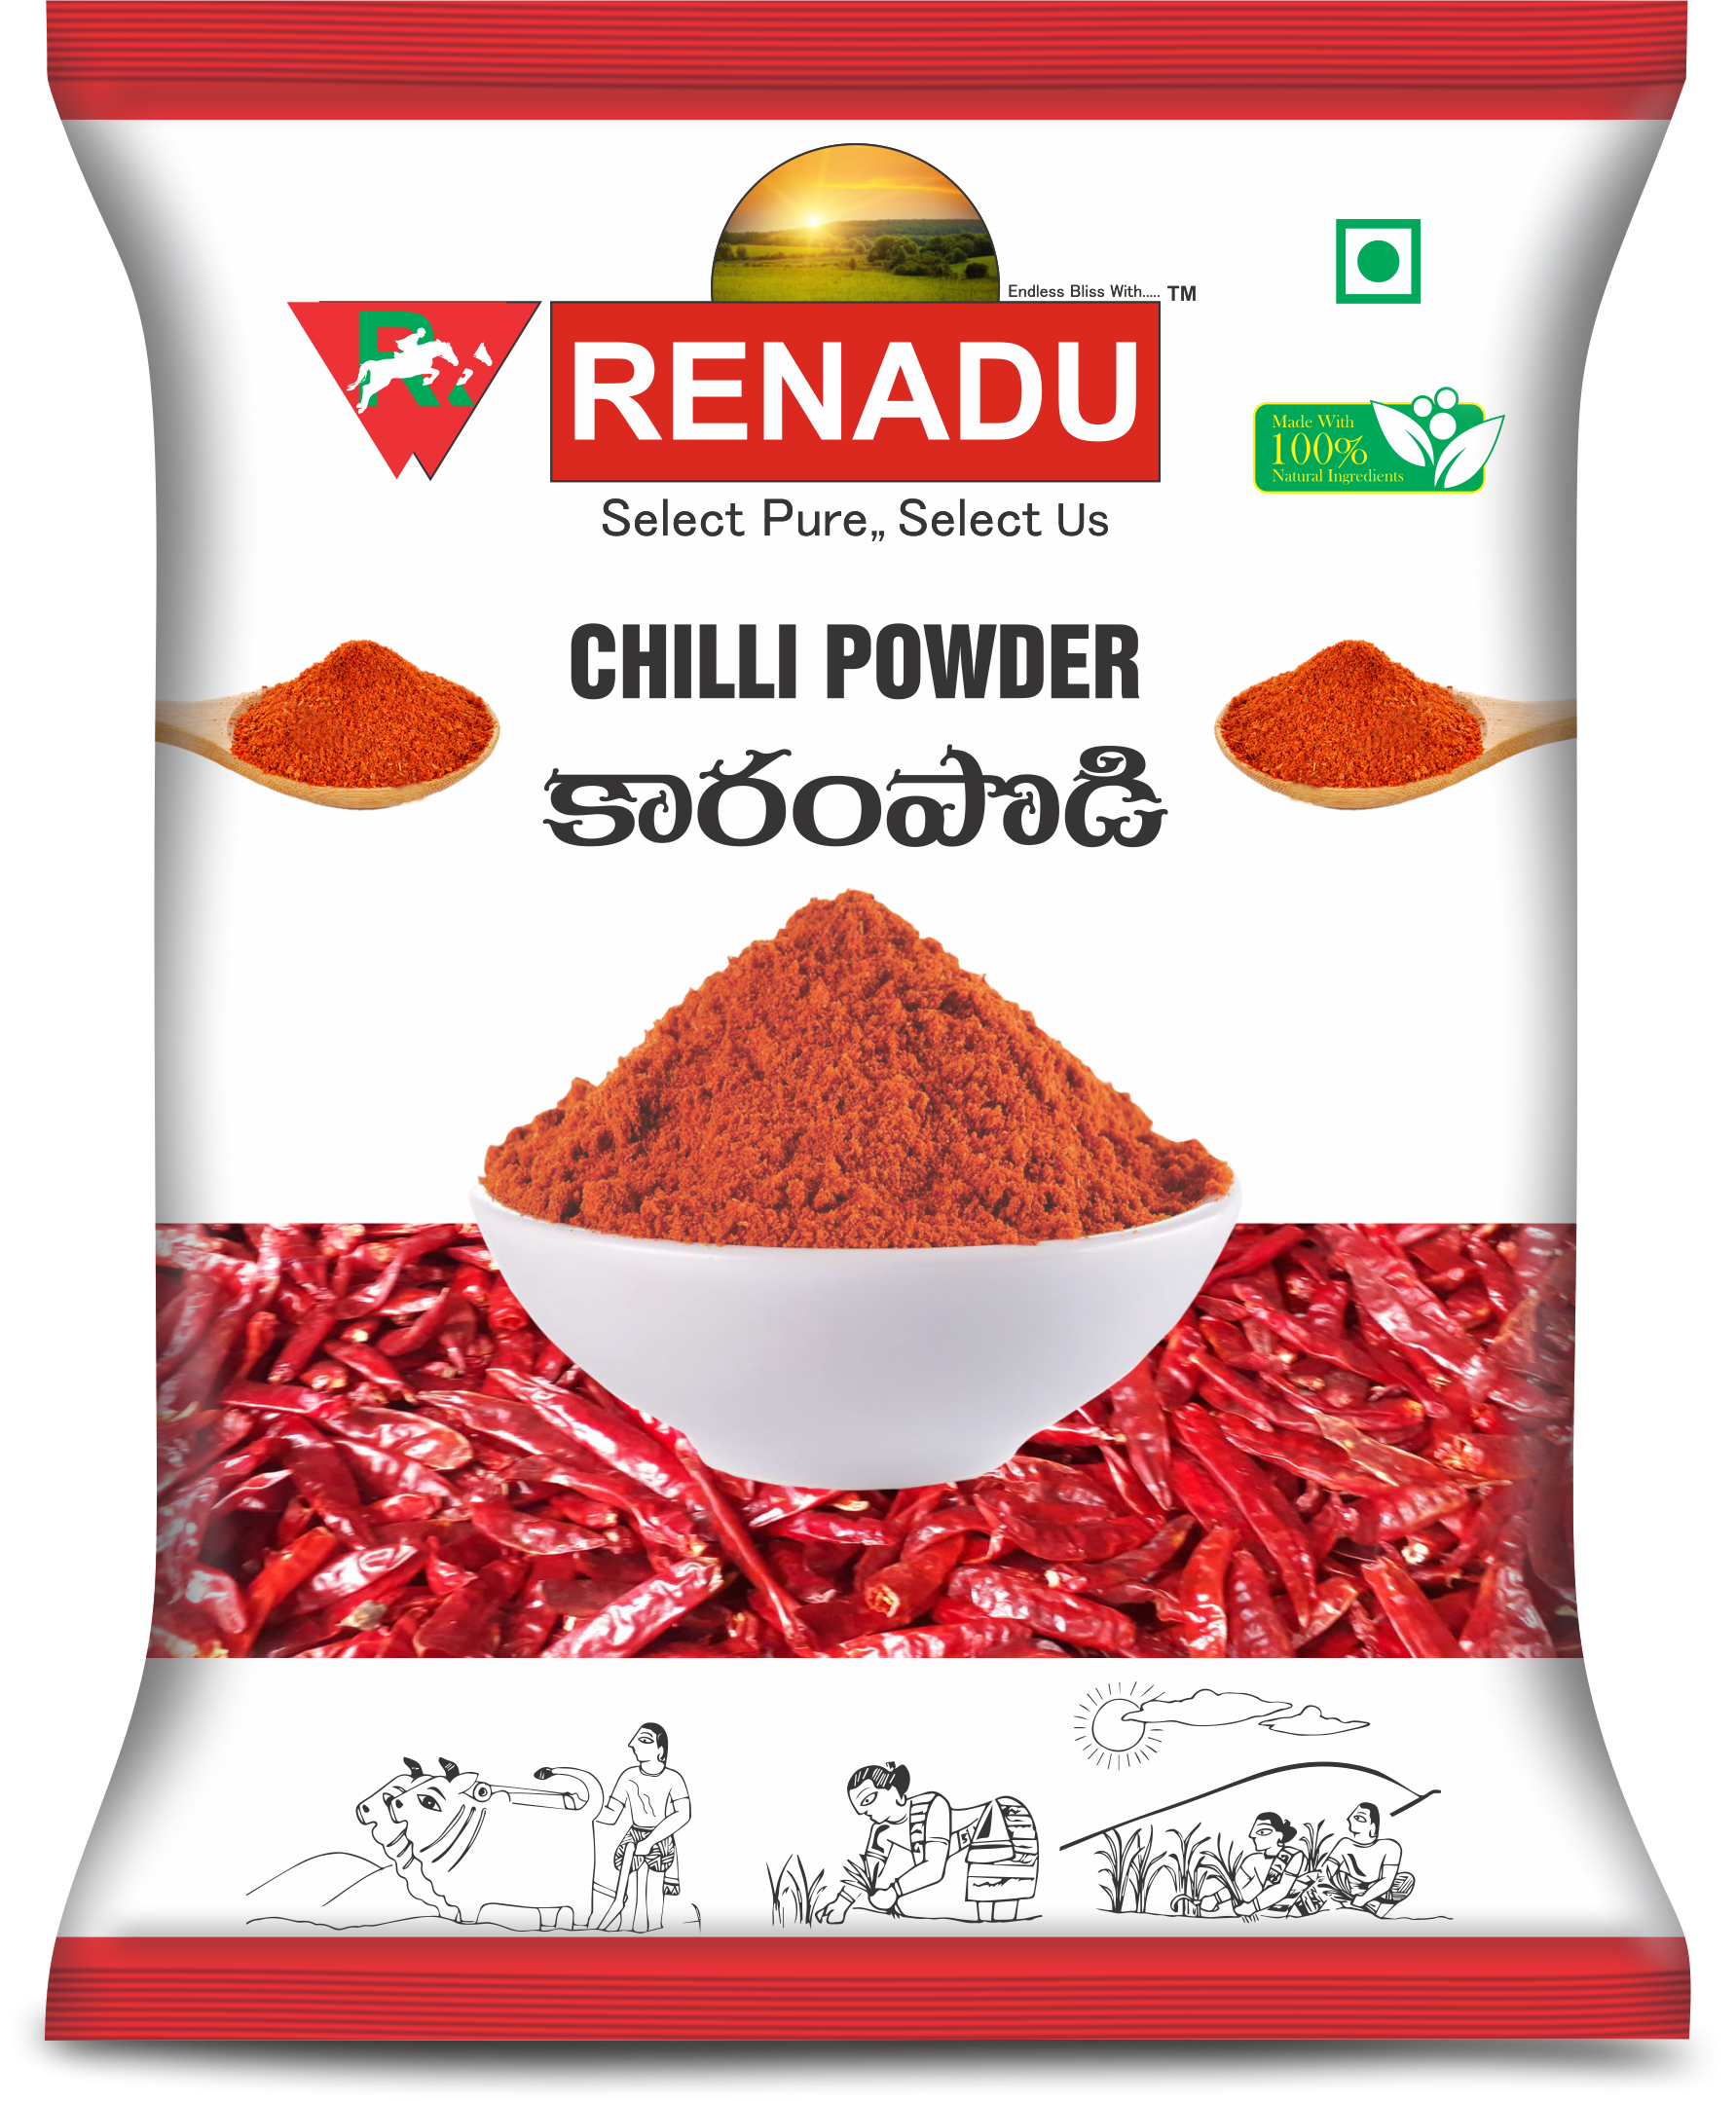 Endless Bliss With..... TM
R
RENADU
Made With
100%
Natural Ingredients
Select Pure,, Select Us
CHILLI POWDER
కారంపొడి